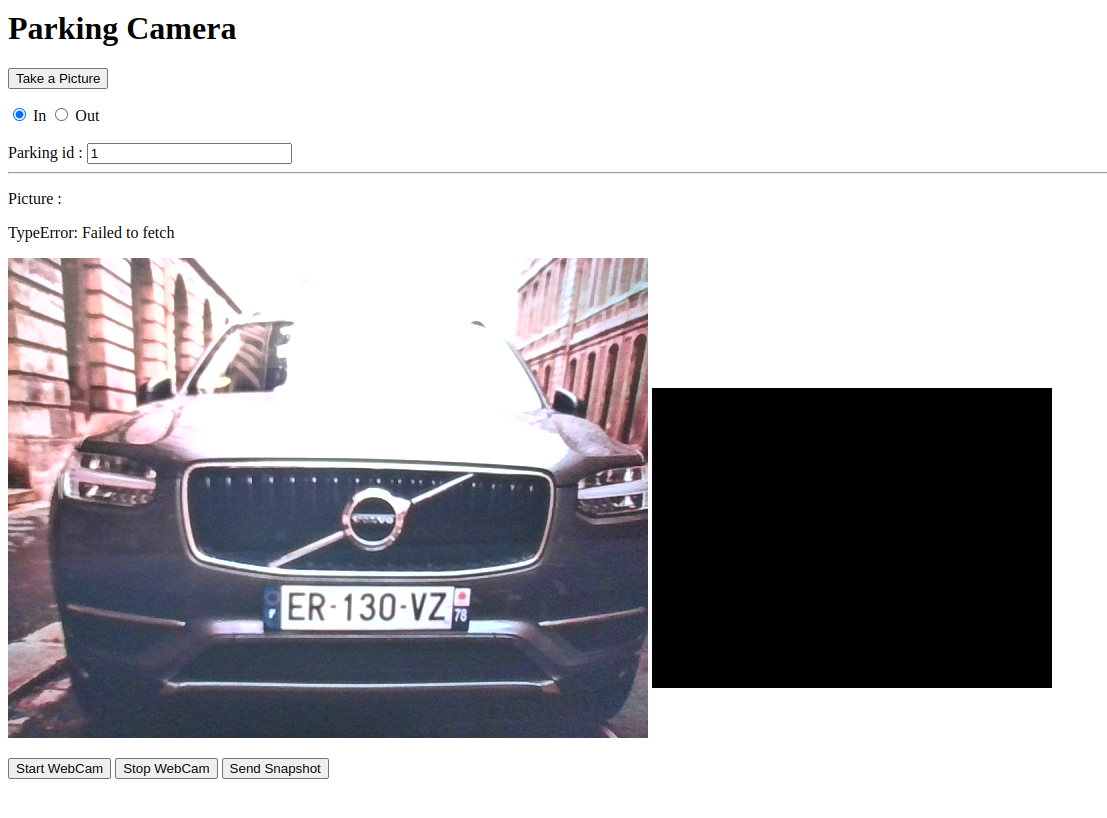 Parking Camera
Take a Picture
In Out
Parking id : 1
Picture :
TypeError: Failed to fetch
VOLVO
ER-130-VZ
F 78
Start WebCam Stop WebCam Send Snapshot